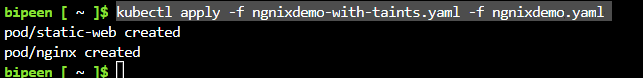 bipeen [ ~ ]$ kubectl apply -f ngnixdemo-with-taints.yaml -f ngnixdemo.yaml
pod/static-web created
pod/nginx created
bipeen [ ~ ]$